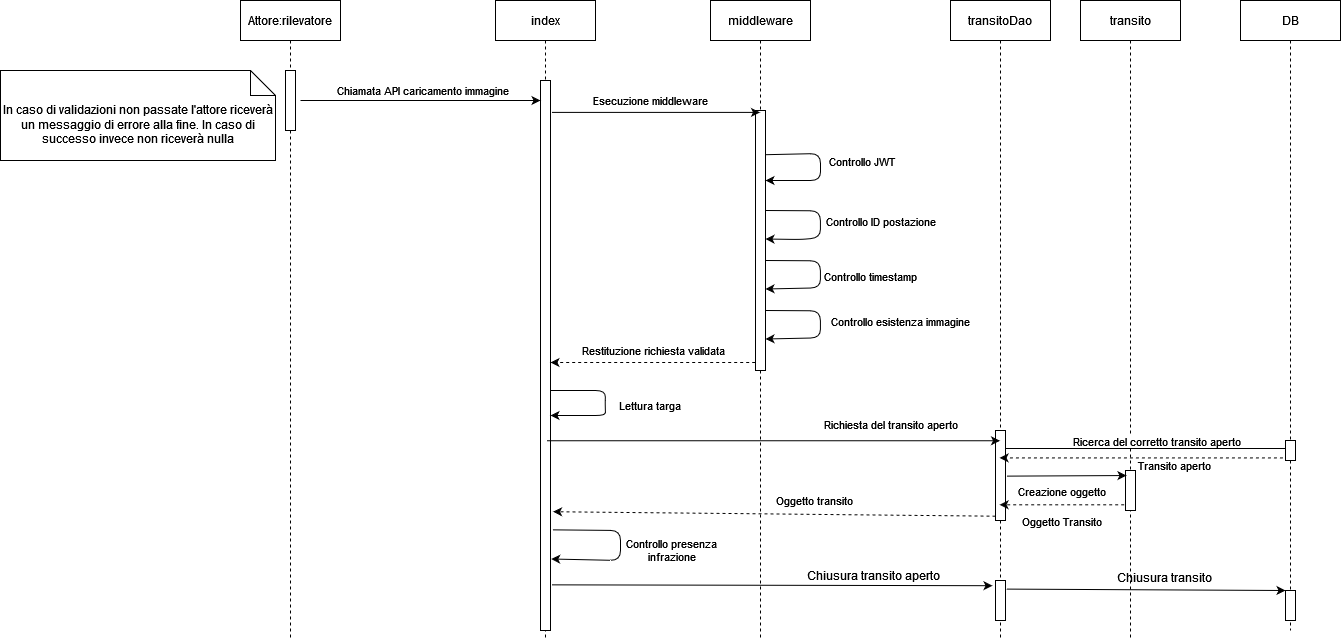 Attore:rilevatore
index
middleware
transitoDao
transito
DB
In caso di validazioni non passate l'attore riceverà
un messaggio di errore alla fine. In caso di
successo invece non riceverà nulla
Chiamata API caricamento immagine
Esecuzione middleware
Controllo JWT
Controllo ID postazione
Controllo timestamp
Controllo esistenza immagine
Restituzione richiesta validata
Lettura targa
Richiesta del transito aperto
Ricerca del corretto transito aperto
Transito aperto
Creazione oggetto
Oggetto transito
Oggetto Transito
Controllo presenza
infrazione
Chiusura transito aperto
Chiusura transito